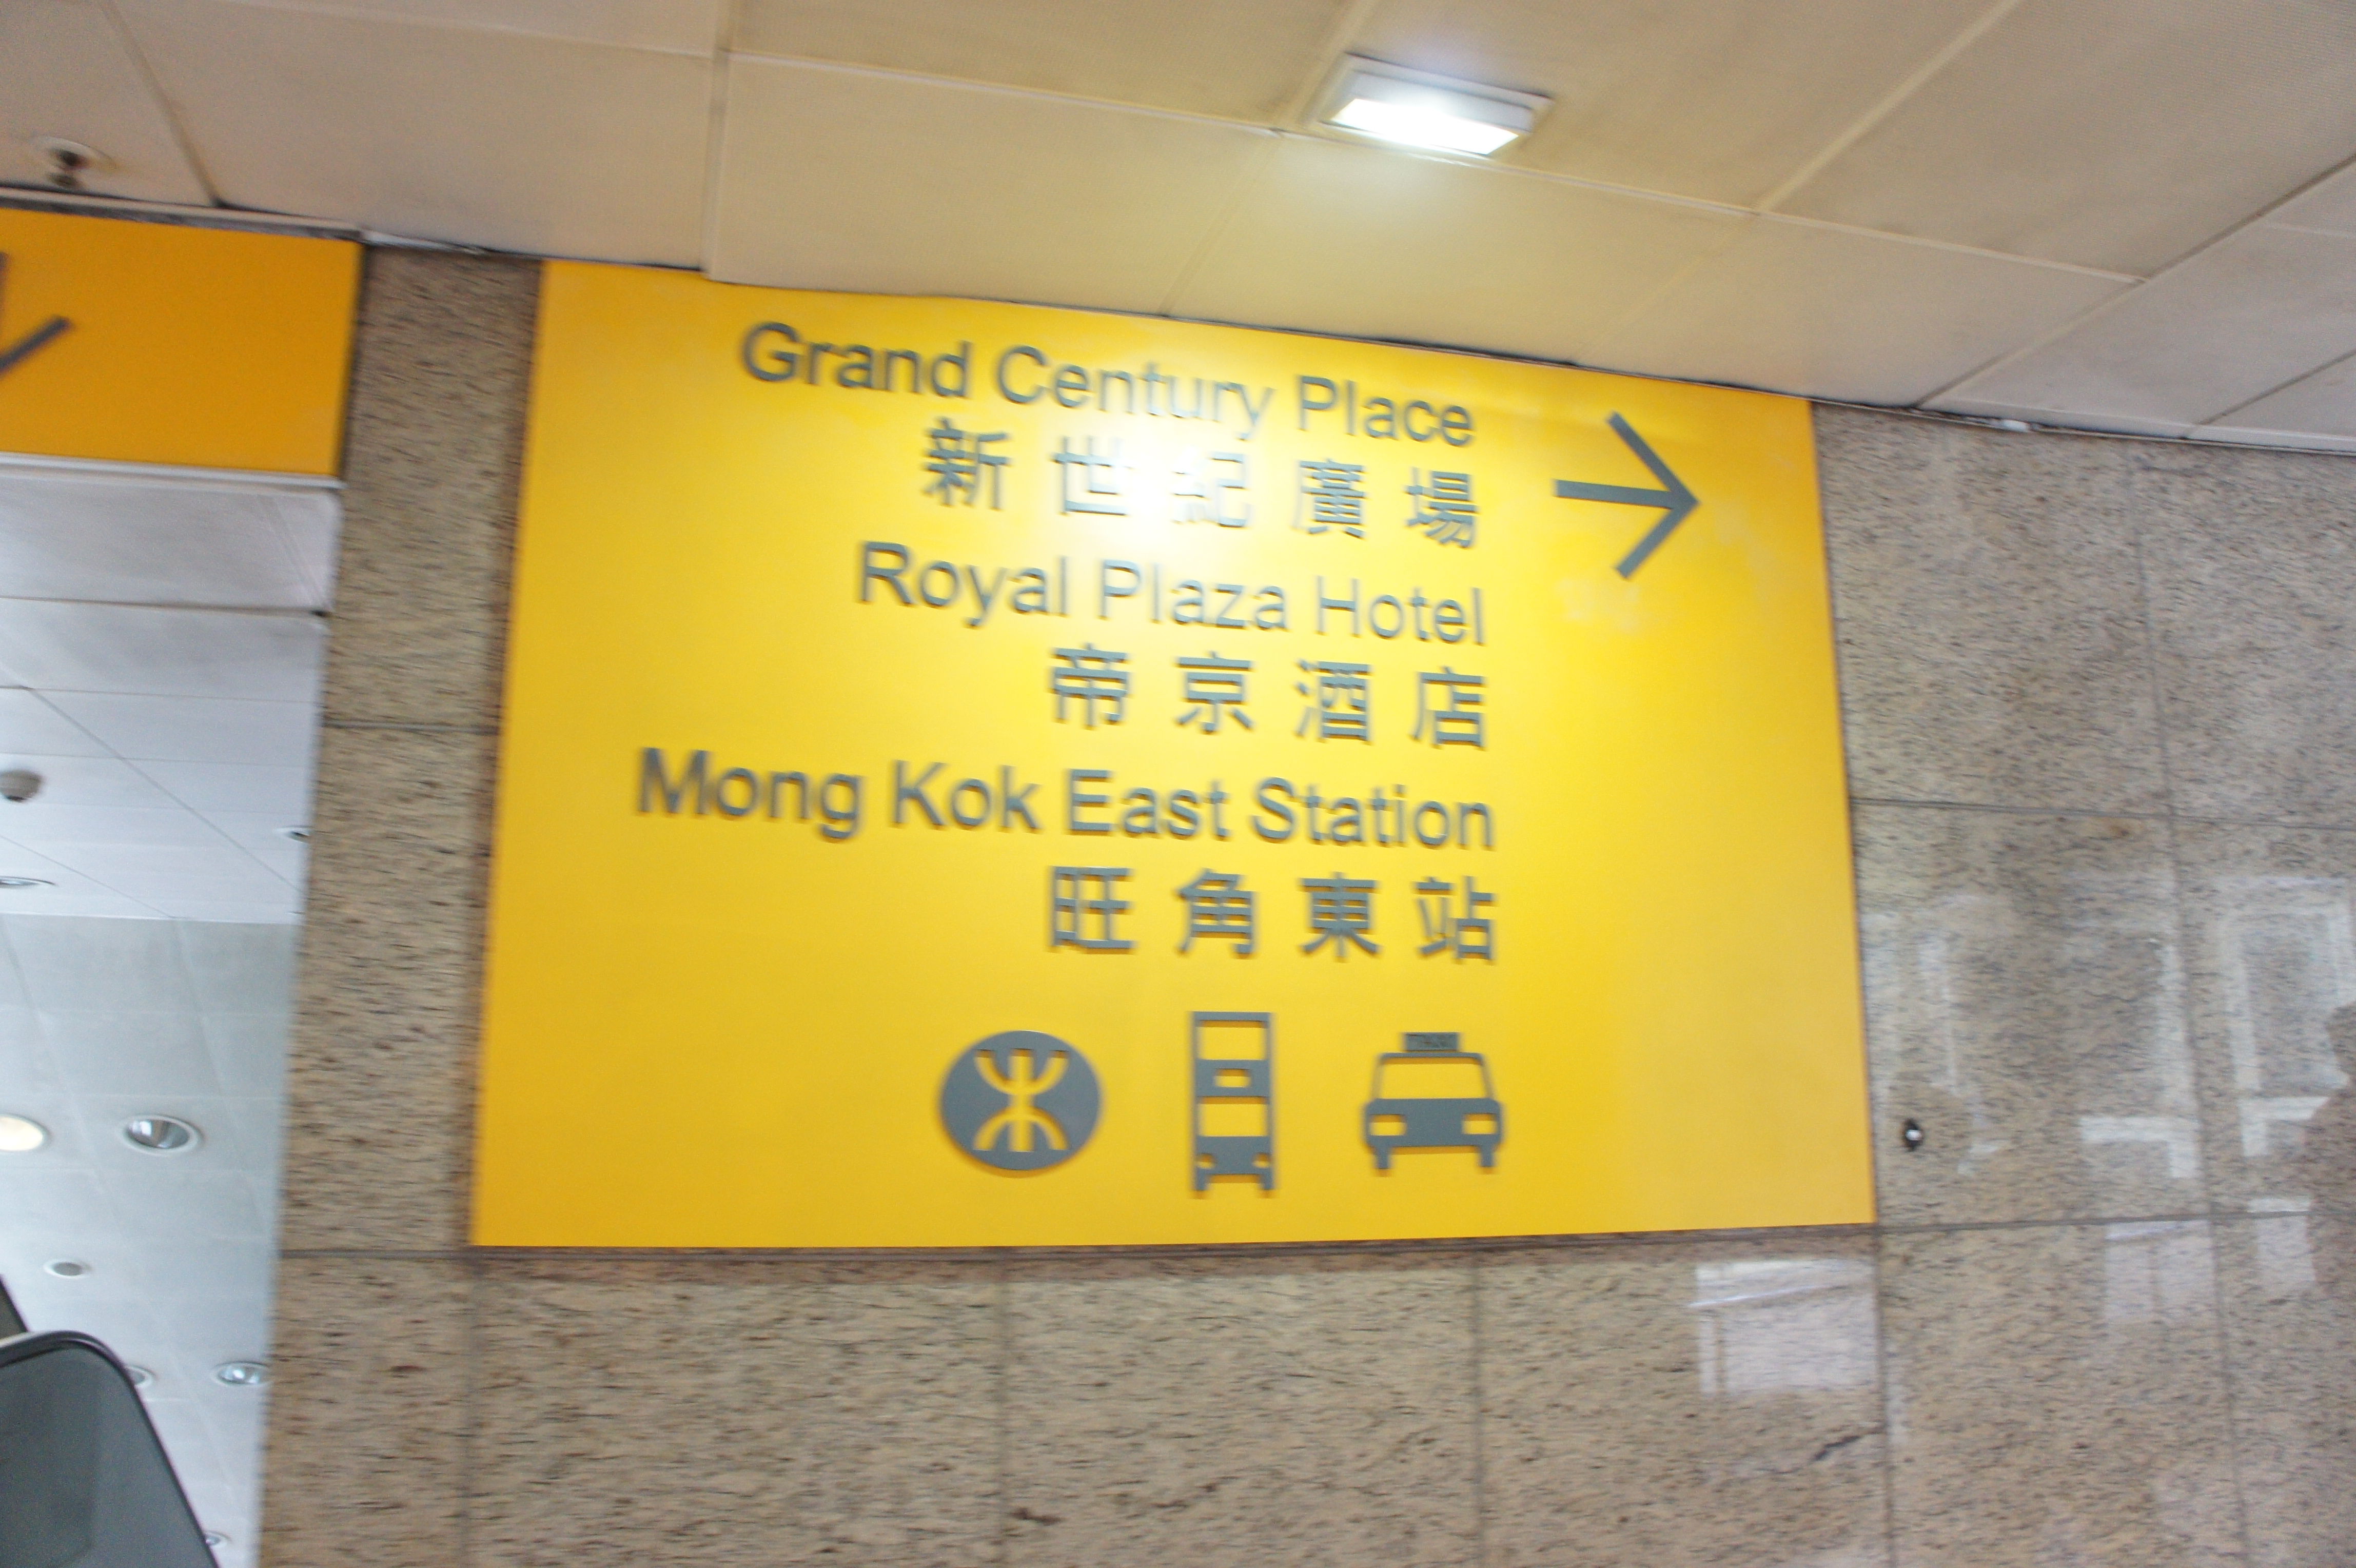 Grand Century Place
新世紀廣場
Royal Plaza Hotel
帝京酒店
Mong Kok East Station
旺角東站